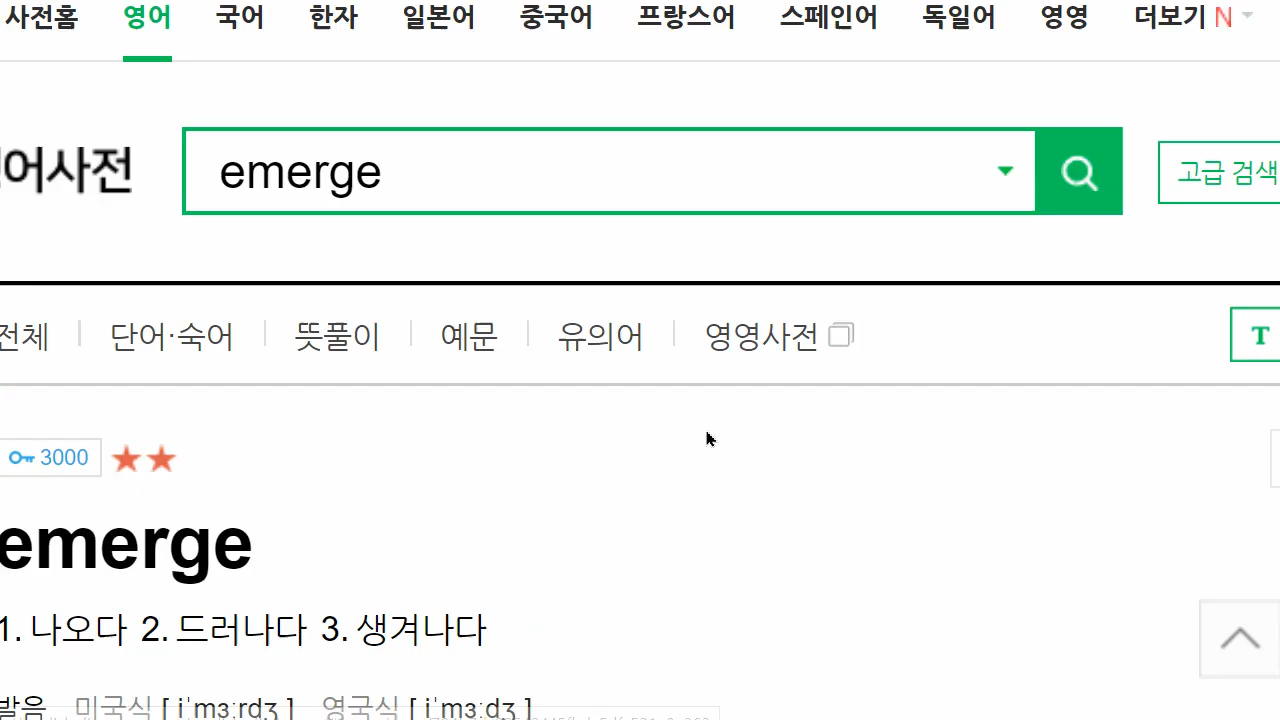 사전홈 영어 국어 한자 일본어 중국어 프랑스어 스페인어 독일어 영영 더보기 N
어사전 emerge 고급 검색
전체 단어·숙어 뜻풀이 예문 유의어 영영사전 T
3000
emerge
1. 나오다 2. 드러나다 3. 생겨나다
발음 미국식 [ iˈmɜːrdʒ ] 영국식 [ iˈmɜːdʒ ]